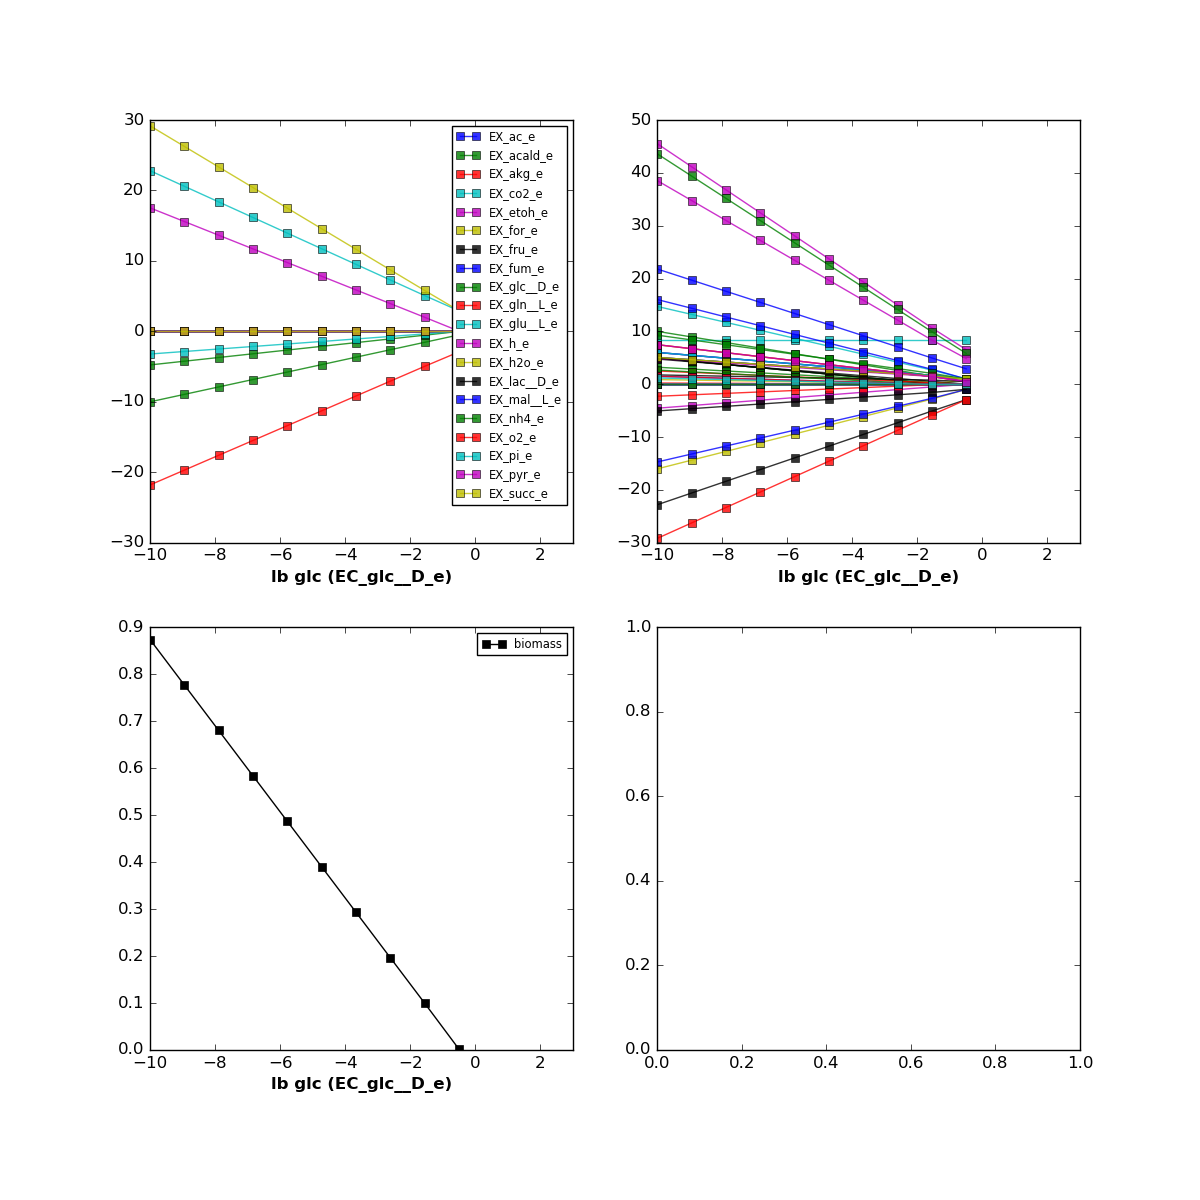 30
20
10
0
−10
−20
−30
−10
−8
−6
−4
−2
0
2
lb glc (EC_glc__D_e)
EX_ac_e
EX_acald_e
EX_akg_e
EX_co2_e
EX_etoh_e
EX_for_e
EX_fru_e
EX_fum_e
EX_glc__D_e
EX_gln__L_e
EX_glu__L_e
EX_h_e
EX_h2o_e
EX_lac__D_e
EX_mal__L_e
EX_nh4_e
EX_o2_e
EX_pi_e
EX_pyr_e
EX_succ_e
50
40
30
20
10
0
−10
−20
−30
−10
−8
−6
−4
−2
0
2
lb glc (EC_glc__D_e)
0.9
0.8
0.7
0.6
0.5
0.4
0.3
0.2
0.1
0.0
−10
−8
−6
−4
−2
0
2
lb glc (EC_glc__D_e)
biomass
1.0
0.8
0.6
0.4
0.2
0.0
0.0
0.2
0.4
0.6
0.8
1.0